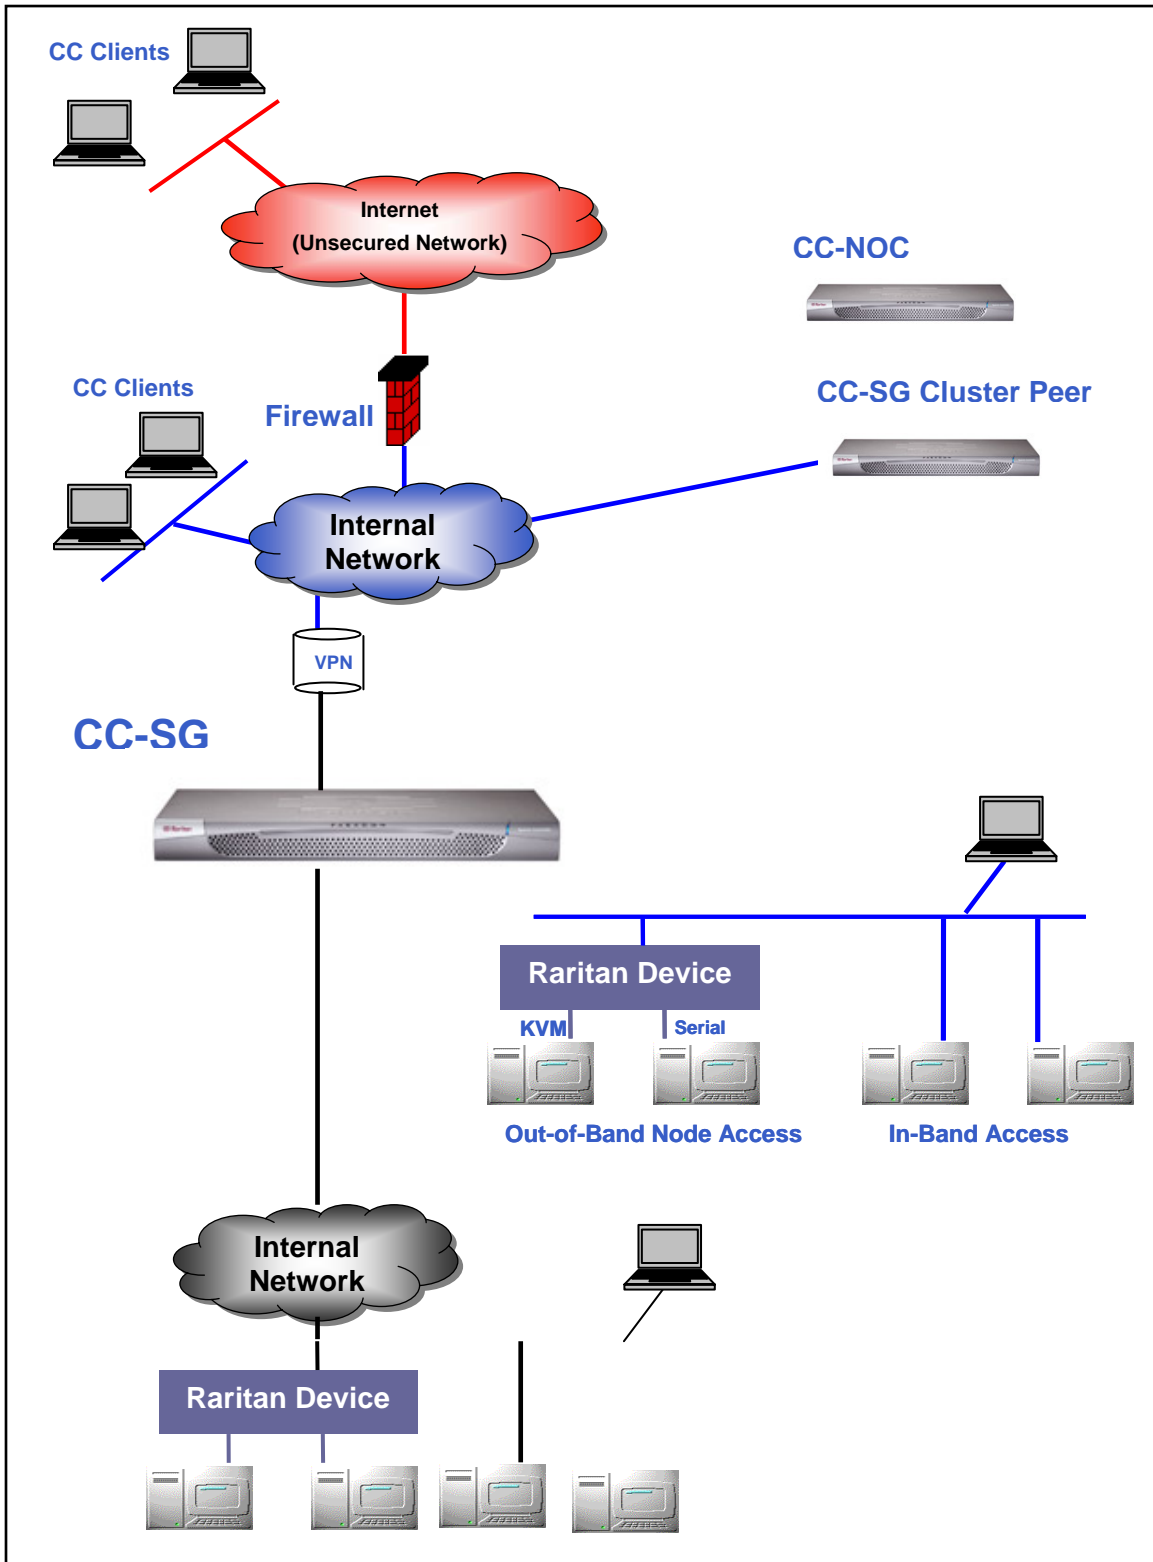 CC Clients
Internet
(Unsecured Network)
CC-NOC
CC Clients
Firewall
CC-SG Cluster Peer
Internal
Network
VPN
CC-SG
Raritan Device
KVM
Serial
Out-of-Band Node Access
In-Band Access
Internal
Network
Raritan Device